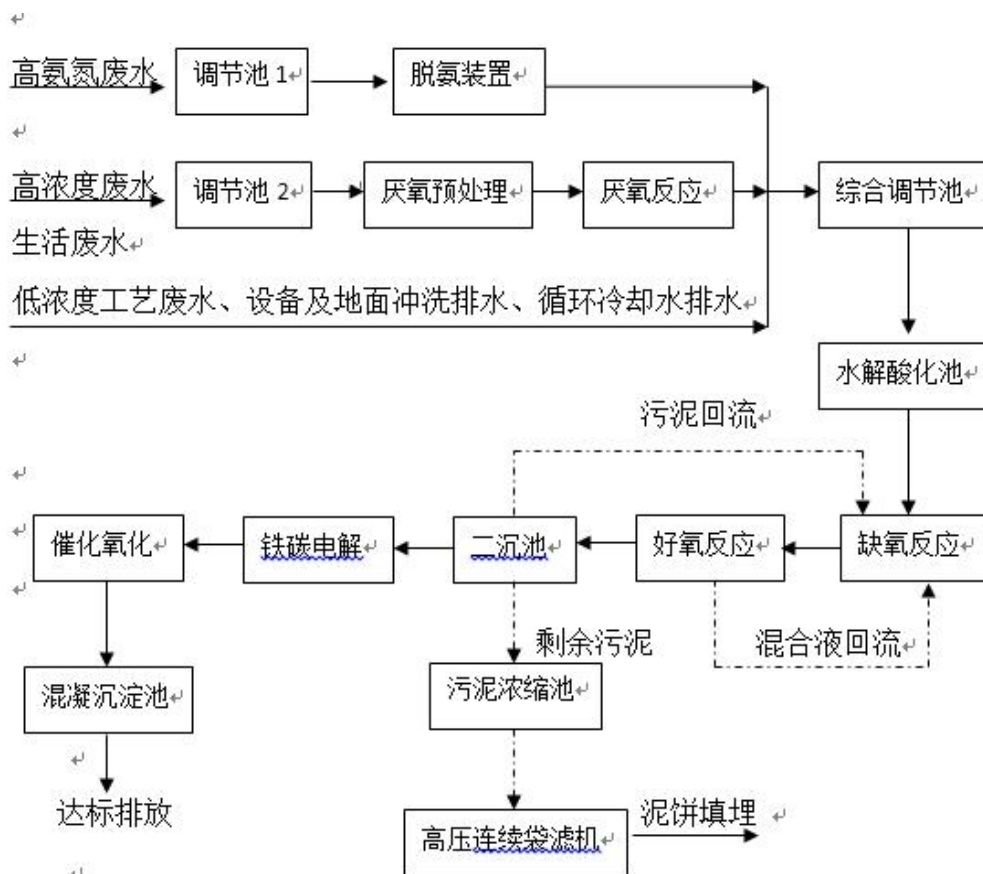 高氨氮废水
调节池 1
脱氨装置
高浓度废水
调节池 2
厌氧预处理
厌氧反应
综合调节池
生活废水
低浓度工艺废水、设备及地面冲洗排水、循环冷却水排水
水解酸化池
污泥回流
催化氧化
铁碳电解
二沉池
好氧反应
缺氧反应
剩余污泥
混合液回流
混凝沉淀池
污泥浓缩池
达标排放
高压连续袋滤机
泥饼填埋